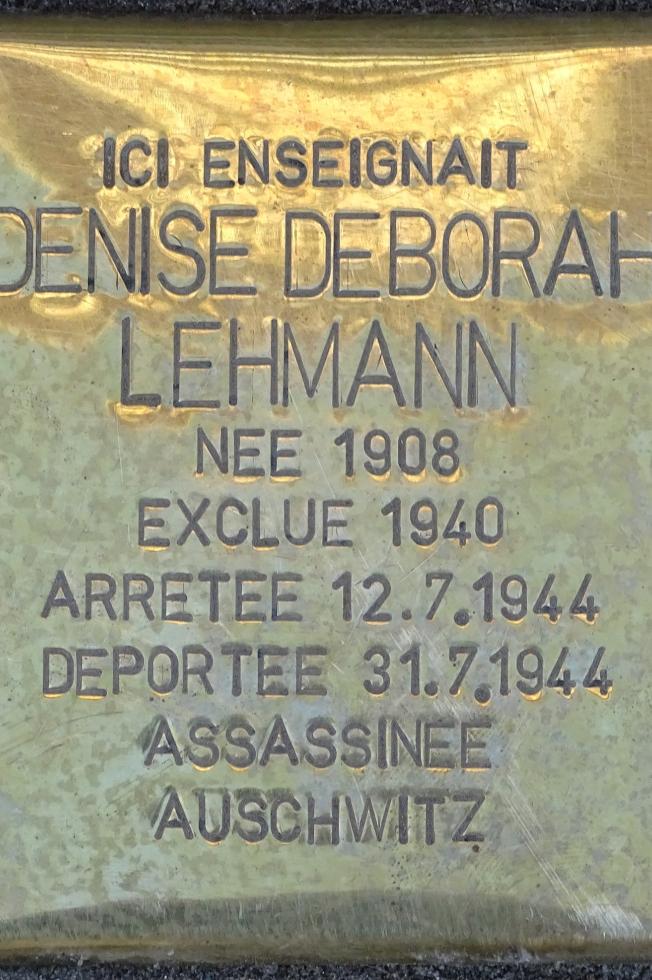 ICI ENSEIGNAIT
DENISE DEBORAH
LEHMANN
NEE 1908
EXCLUE 1940
ARRETEE 12.7.1944
DEPORTEE 31.7.1944
ASSASSINEE
AUSCHWITZ